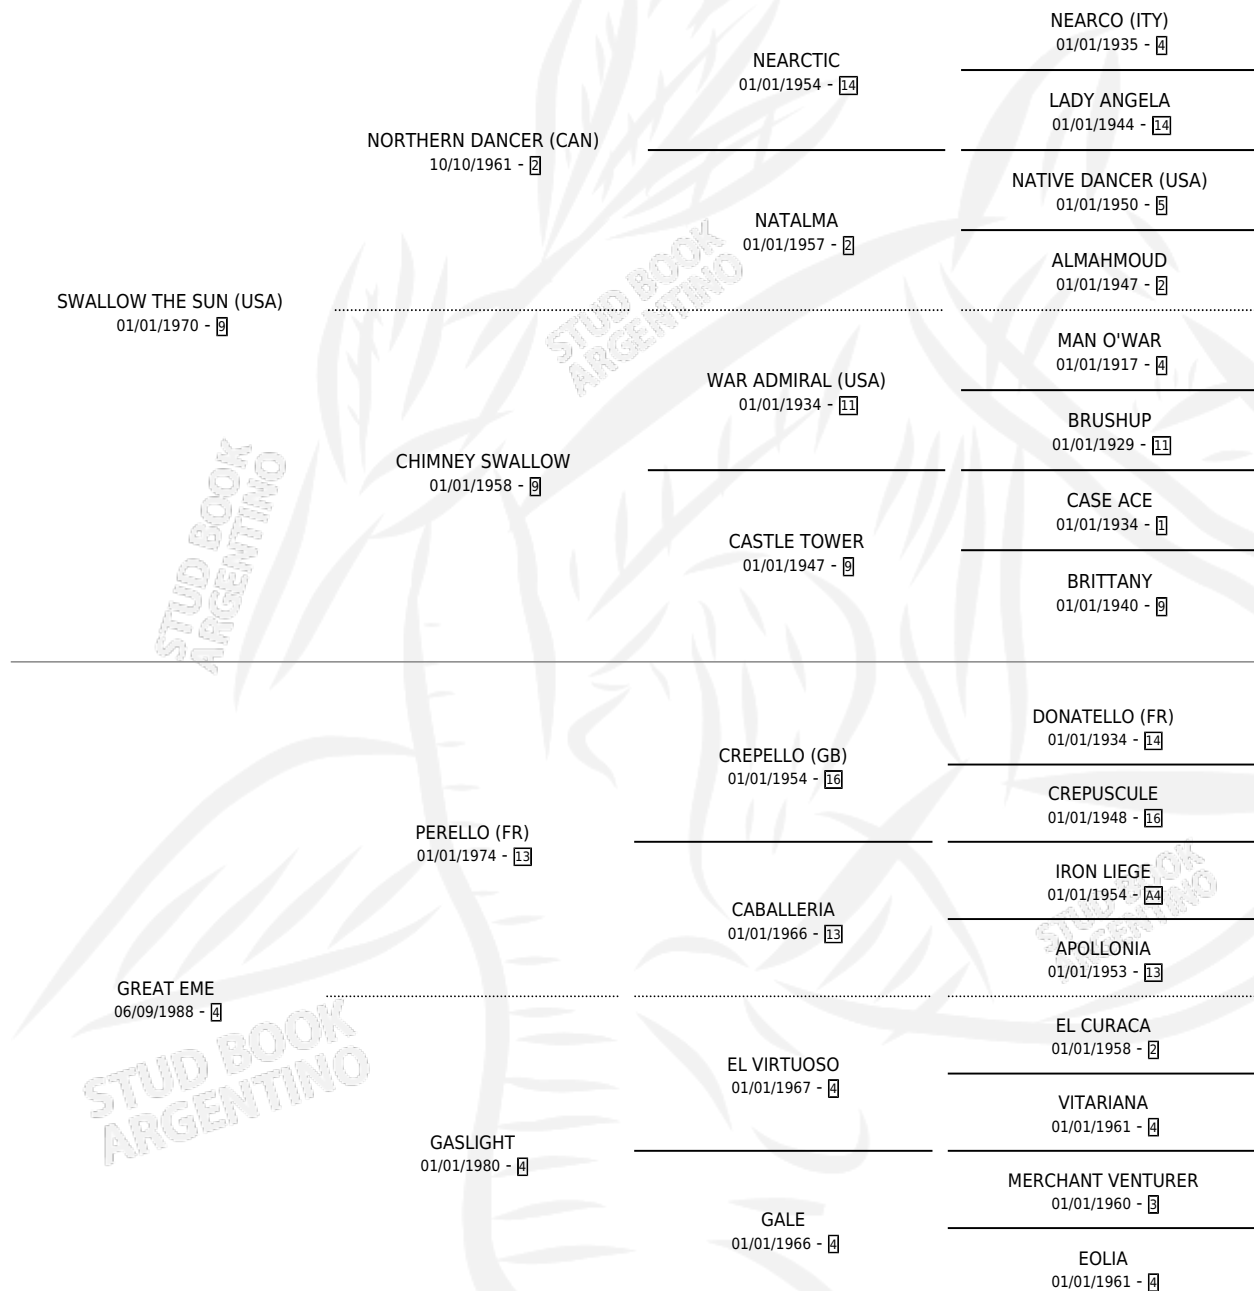 SWALLOW THE SUN (USA)
01/01/1970 - 9
NORTHERN DANCER (CAN)
10/10/1961 - 2
CHIMNEY SWALLOW
01/01/1958 - 9
NEARCTIC
01/01/1954 - 14
NATALMA
01/01/1957 - 2
WAR ADMIRAL (USA)
01/01/1934 - 11
CASTLE TOWER
01/01/1947 - 9
NEARCO (ITY)
01/01/1935 - 4
LADY ANGELA
01/01/1944 - 14
NATIVE DANCER (USA)
01/01/1950 - 5
ALMAHMOUD
01/01/1947 - 2
MAN O'WAR
01/01/1917 - 4
BRUSHUP
01/01/1929 - 11
CASE ACE
01/01/1934 - 1
BRITTANY
01/01/1940 - 9
GREAT EME
06/09/1988 - 4
PERELLO (FR)
01/01/1974 - 13
GASLIGHT
01/01/1980 - 4
CREPELLO (GB)
01/01/1954 - 16
CABALLERIA
01/01/1966 - 13
EL VIRTUOSO
01/01/1967 - 4
GALE
01/01/1966 - 4
DONATELLO (FR)
01/01/1934 - 14
CREPUSCULE
01/01/1948 - 16
IRON LIEGE
01/01/1954 - A4
APOLLONIA
01/01/1953 - 13
EL CURACA
01/01/1958 - 2
VITARIANA
01/01/1961 - 4
MERCHANT VENTURER
01/01/1960 - 3
EOLIA
01/01/1961 - 4
STUD BOOK
ARGENTINO
STUD BOOK
ARGENTINO
STUD BOOK
ARGENTINO
STUD BOOK
ARGENTINO